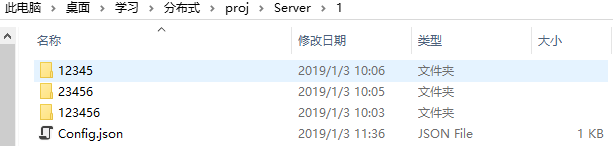 此电脑 > 桌面 > 学习 > 分布式 > proj > Server > 1
名称 修改日期 类型 大小
12345 2019/1/3 10:06 文件夹
23456 2019/1/3 10:05 文件夹
123456 2019/1/3 10:03 文件夹
Config.json 2019/1/3 11:36 JSON File 1 KB